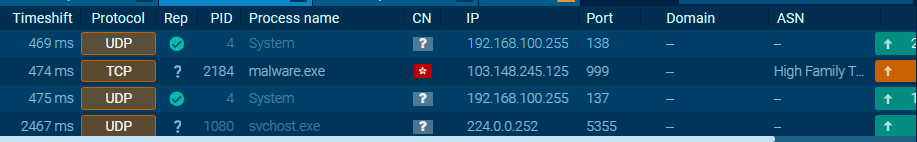 Timeshift Protocol Rep PID Process name CN IP Port Domain ASN
469 ms UDP 4 System ? 192.168.100.255 138 – –
474 ms TCP ? 2184 malware.exe 103.148.245.125 999 – High Family T...
475 ms UDP 4 System ? 192.168.100.255 137 – –
2467 ms UDP ? 1080 svchost.exe ? 224.0.0.252 5355 – –